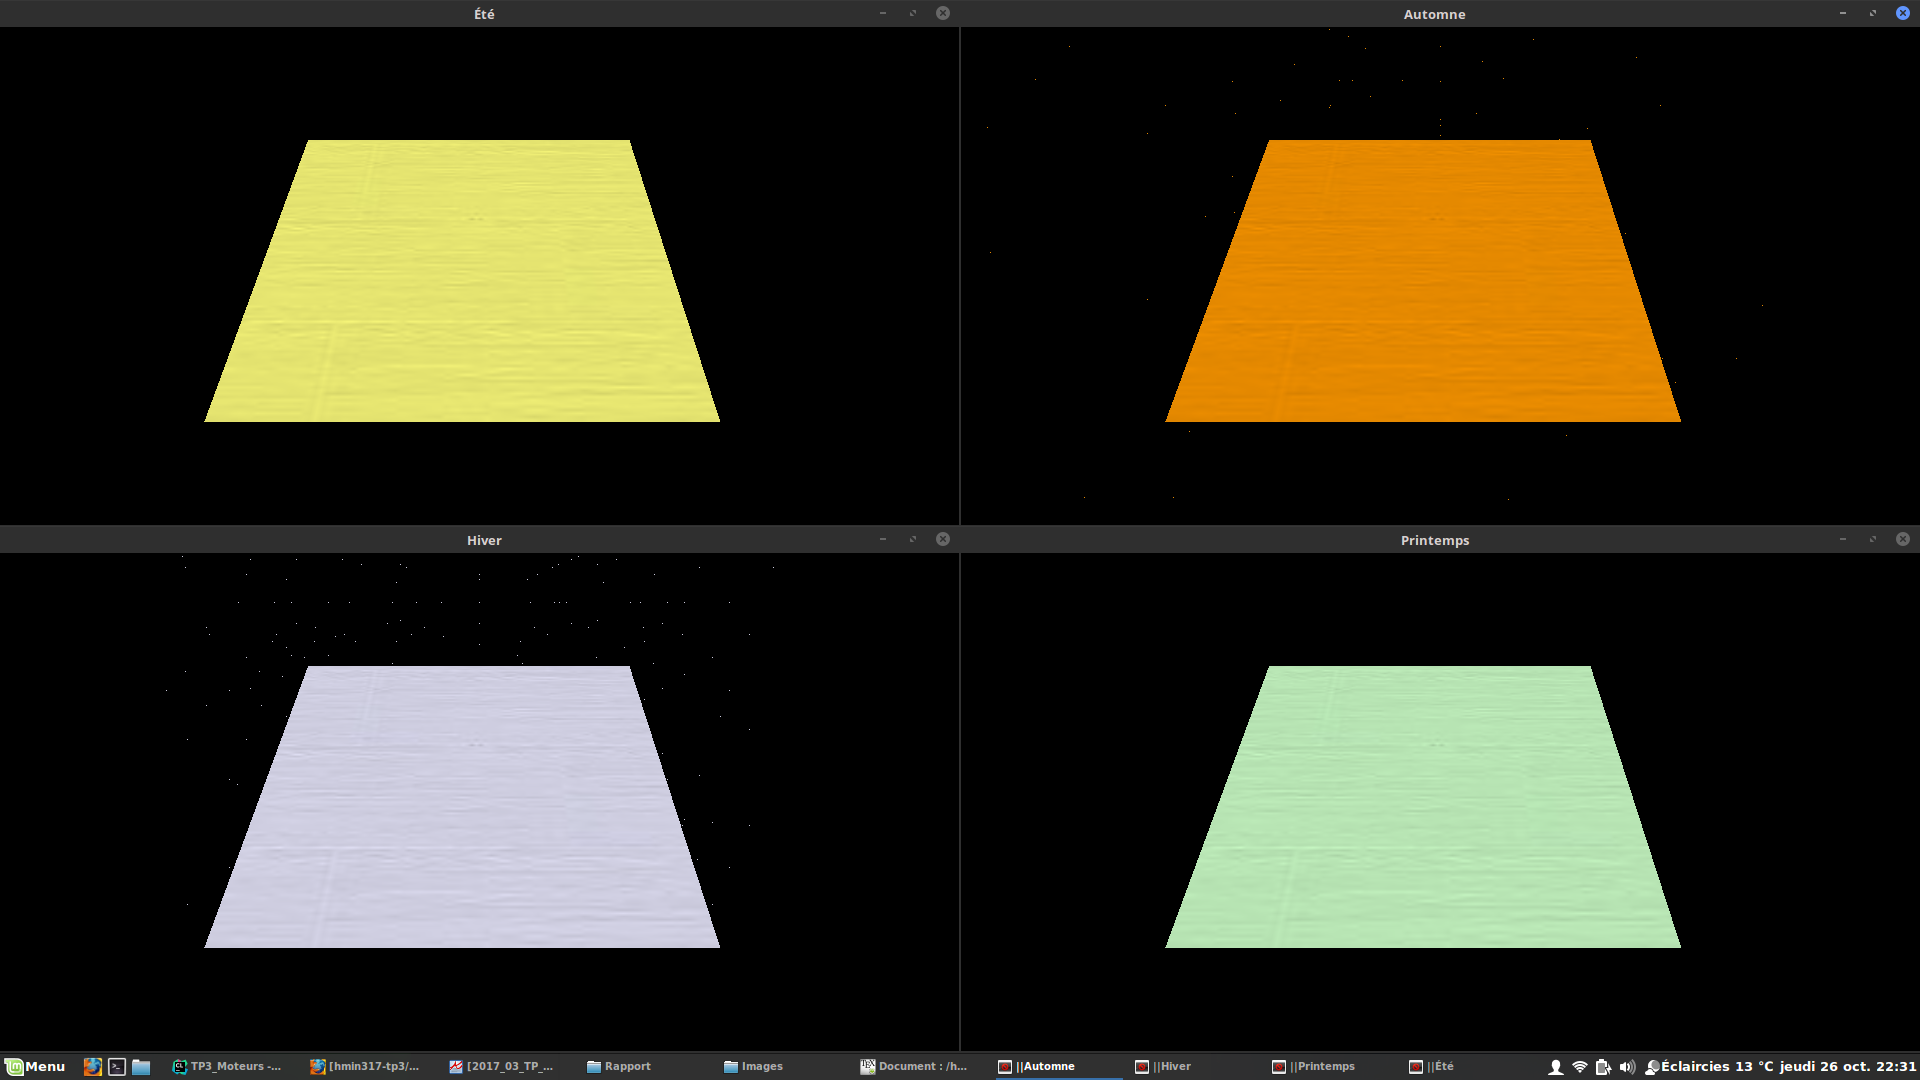 Été
Automne
Hiver
Printemps
Menu
TP3_Moteurs -...
[hmin317-tp3/...
[2017_03_TP_...
Rapport
Images
Document : /h...
||Automne
||Hiver
||Printemps
||Été
Éclaircies 13 °C jeudi 26 oct. 22:31